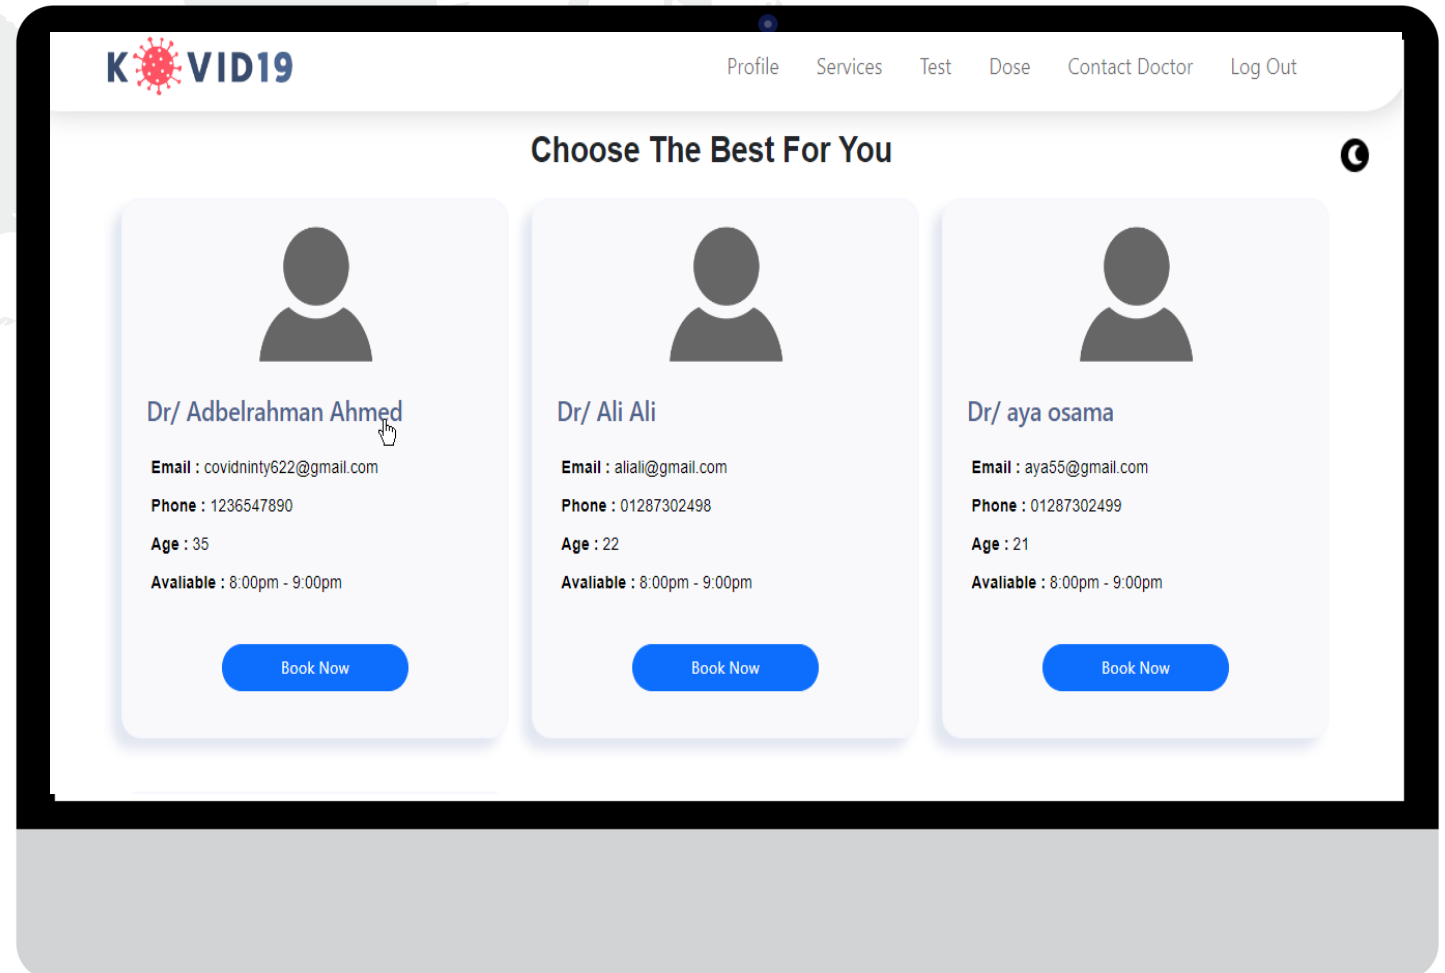 K VID19
Profile Services Test Dose Contact Doctor Log Out
Choose The Best For You
Dr/ Adbelrahman Ahmed
Email : covidninty622@gmail.com
Phone : 1236547890
Age : 35
Avaliable : 8:00pm - 9:00pm
Book Now
Dr/ Ali Ali
Email : aliali@gmail.com
Phone : 01287302498
Age : 22
Avaliable : 8:00pm - 9:00pm
Book Now
Dr/ aya osama
Email : aya55@gmail.com
Phone : 01287302499
Age : 21
Avaliable : 8:00pm - 9:00pm
Book Now